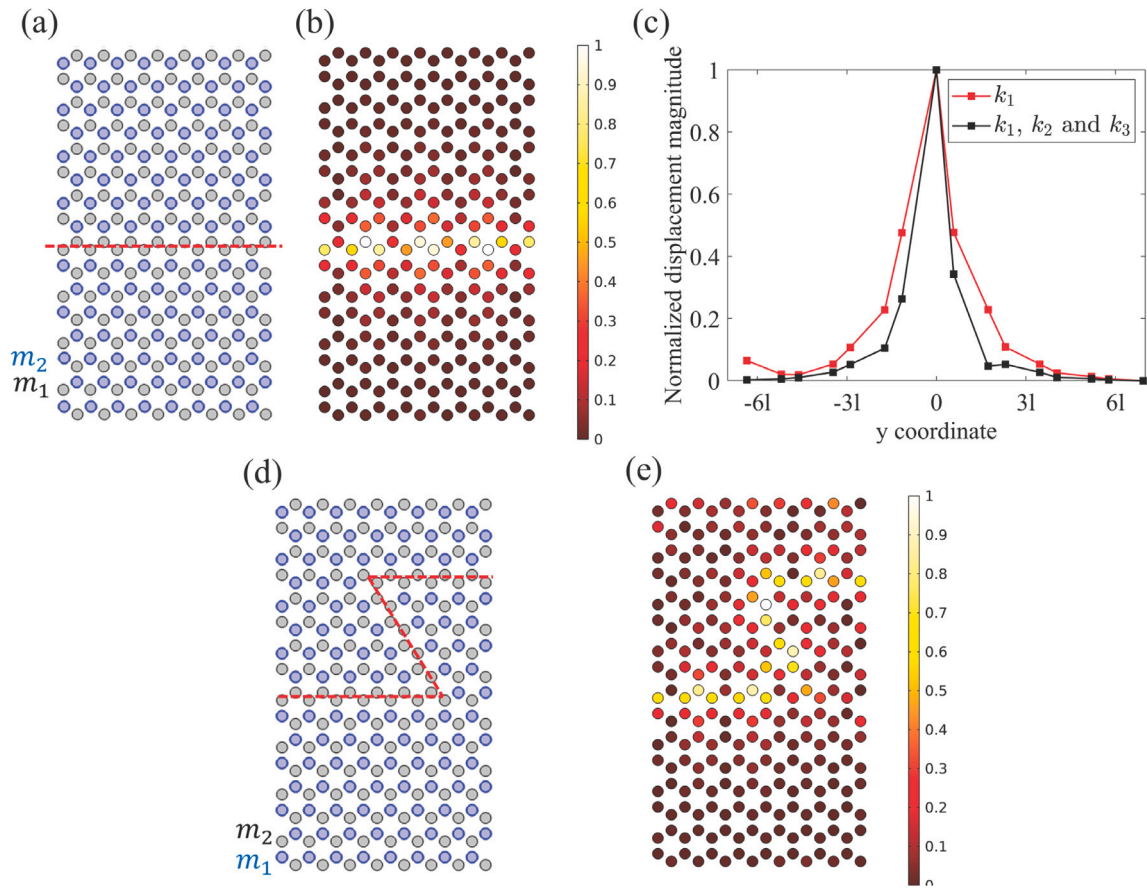 (a)
(b)
(c)
m₂
m₁
1
0.9
0.8
0.7
0.6
0.5
0.4
0.3
0.2
0.1
0
Normalized displacement magnitude
1
0.8
0.6
0.4
0.2
0
k₁
k₁, k₂ and k₃
-6l -3l 0 3l 6l
y coordinate
(d)
(e)
m₂
m₁
1
0.9
0.8
0.7
0.6
0.5
0.4
0.3
0.2
0.1
0